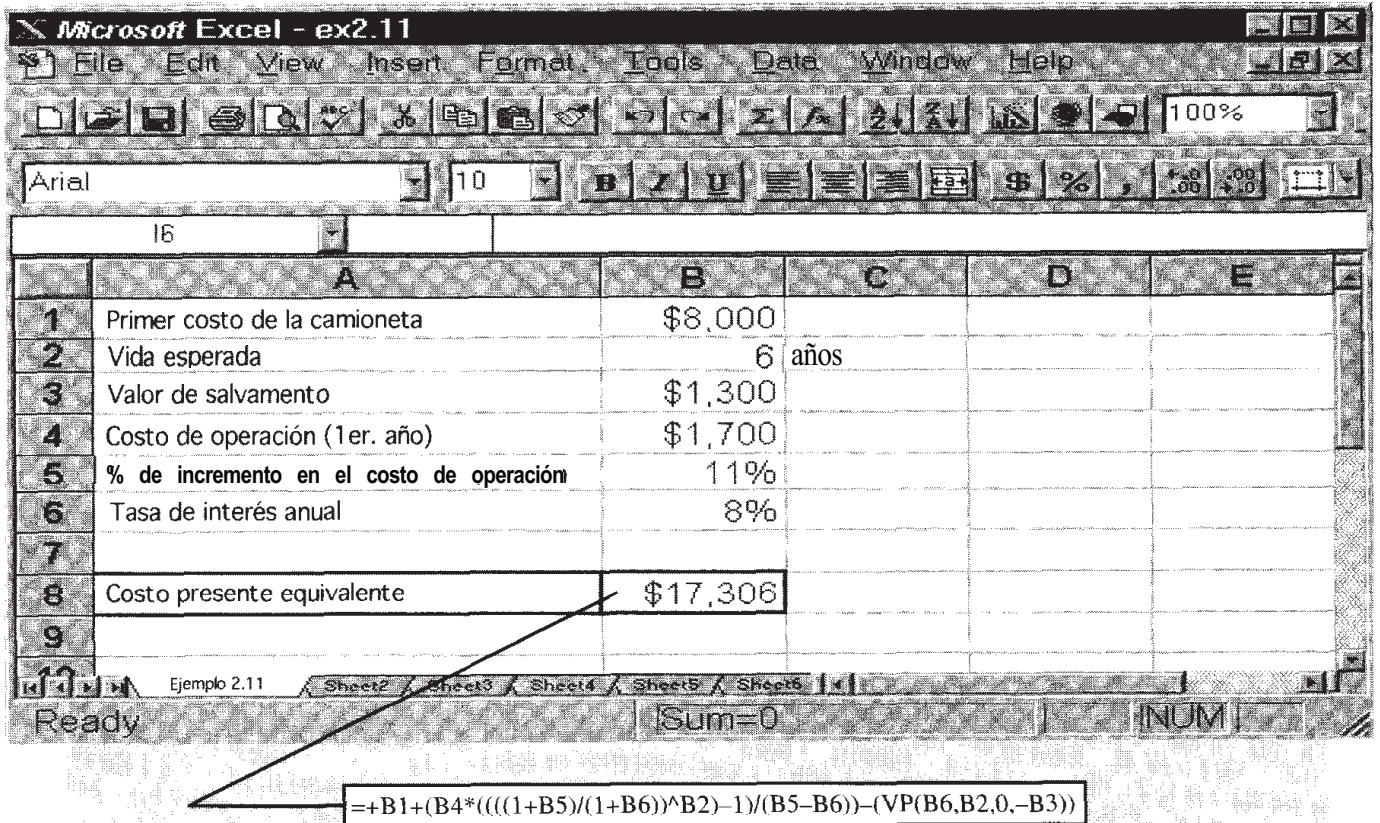 Microsoft Excel - ex2.11
File Edit View Insert Format Tools Data Window Help
100%
Arial 10 B I U $ % ,
I6
A B C D E
1 Primer costo de la camioneta $8,000
2 Vida esperada 6 años
3 Valor de salvamento $1,300
4 Costo de operación (1er. año) $1,700
5 % de incremento en el costo de operación 11%
6 Tasa de interés anual 8%
7
8 Costo presente equivalente $17,306
9
10
Ejemplo 2.11 Sheet2 Sheet3 Sheet4 Sheet5 Sheet6
Ready Sum=0 NUM
=+B1+(B4*((((1+B5)/(1+B6))^B2)–1)/(B5–B6))–(VP(B6,B2,0,–B3))